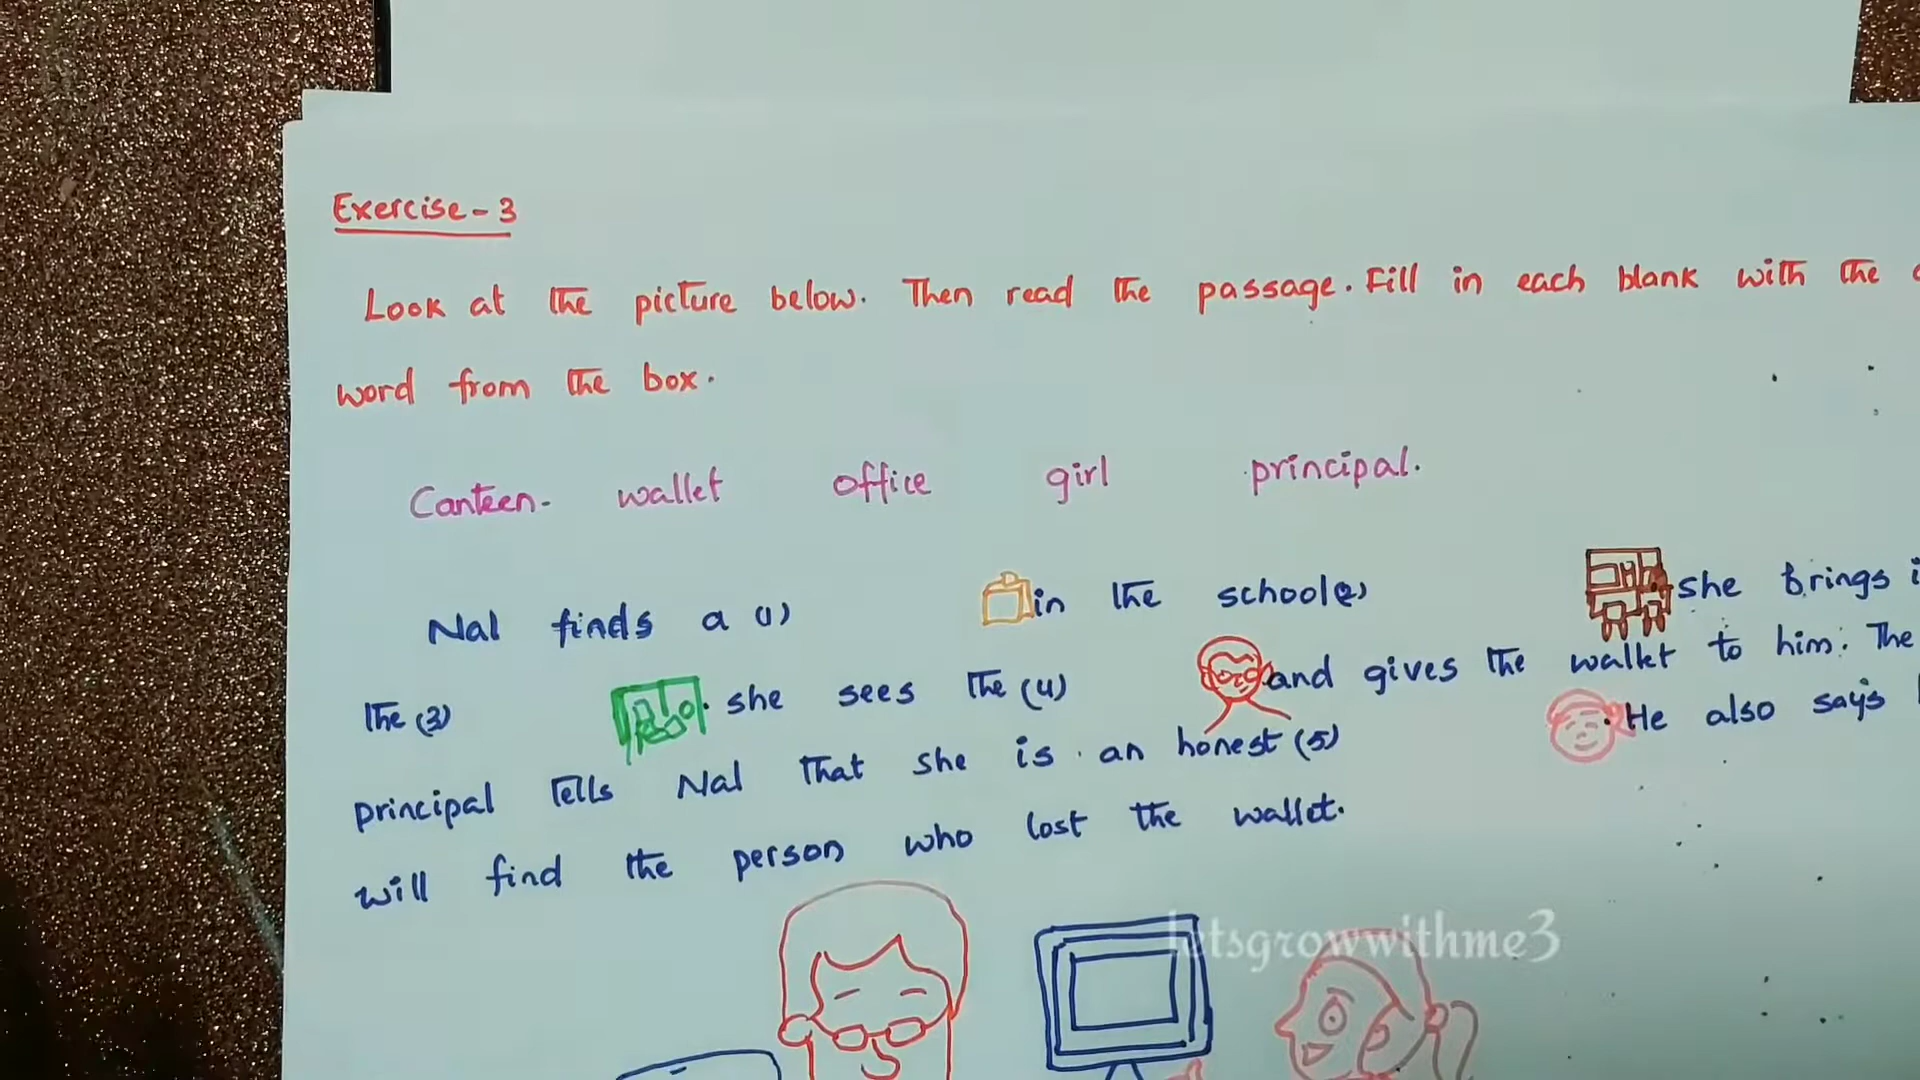 Exercise - 3
Look at the picture below. Then read the passage. Fill in each blank with the
word from the box.
Canteen. wallet office girl principal.
Nal finds a (1) in the school(2) she brings
the (3) . she sees the (4) and gives the wallet to him. The
principal tells Nal that she is an honest (5) . He also says
will find the person who lost the wallet.
letsgrowwithme3